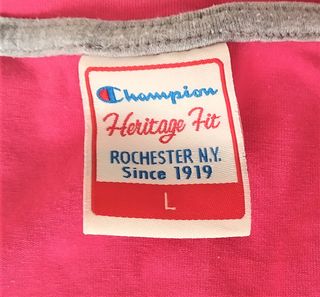 Champion
Heritage Fit
ROCHESTER N.Y.
Since 1919
L